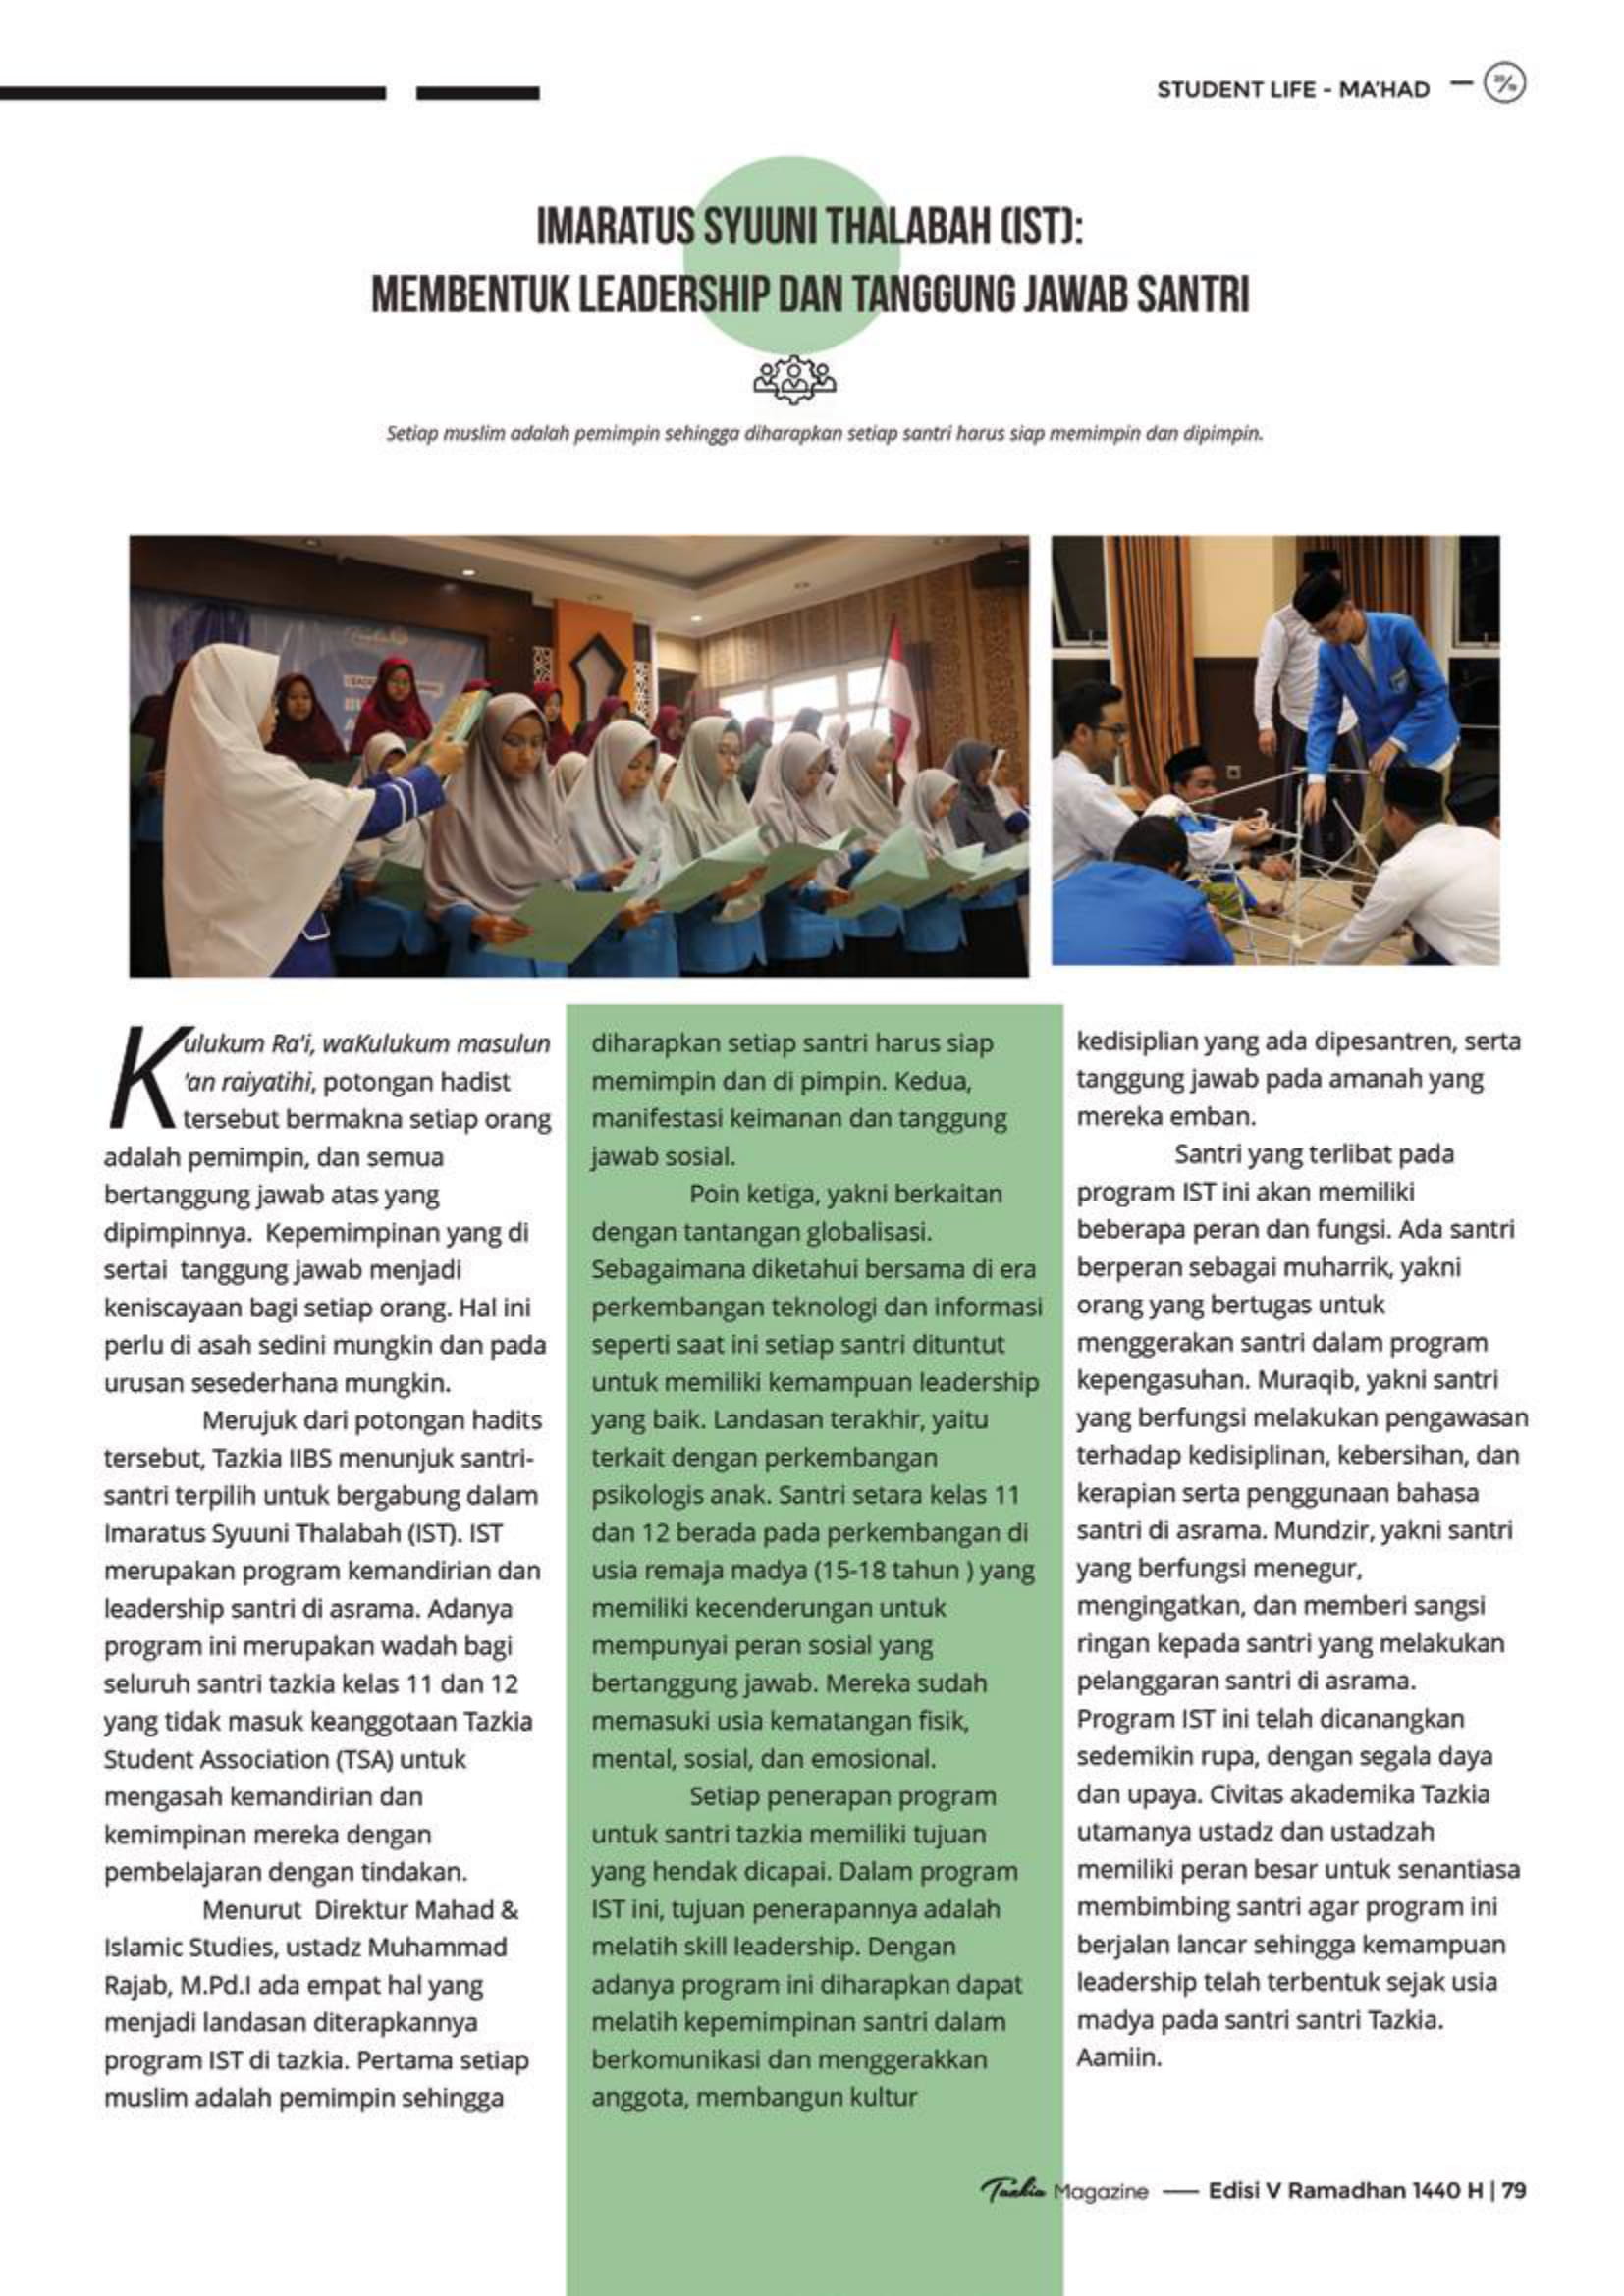 STUDENT LIFE - MA'HAD
IMARATUS SYUUNI THALABAH (IST):
MEMBENTUK LEADERSHIP DAN TANGGUNG JAWAB SANTRI
Setiap muslim adalah pemimpin sehingga diharapkan setiap santri harus siap memimpin dan dipimpin.
Kulukum Ra'i, waKulukum masulun
'an raiyatihi, potongan hadist
tersebut bermakna setiap orang
adalah pemimpin, dan semua
bertanggung jawab atas yang
dipimpinnya. Kepemimpinan yang di
sertai tanggung jawab menjadi
keniscayaan bagi setiap orang. Hal ini
perlu di asah sedini mungkin dan pada
urusan sesederhana mungkin.
Merujuk dari potongan hadits
tersebut, Tazkia IIBS menunjuk santri-
santri terpilih untuk bergabung dalam
Imaratus Syuuni Thalabah (IST). IST
merupakan program kemandirian dan
leadership santri di asrama. Adanya
program ini merupakan wadah bagi
seluruh santri tazkia kelas 11 dan 12
yang tidak masuk keanggotaan Tazkia
Student Association (TSA) untuk
mengasah kemandirian dan
kemimpinan mereka dengan
pembelajaran dengan tindakan.
Menurut Direktur Mahad &
Islamic Studies, ustadz Muhammad
Rajab, M.Pd.I ada empat hal yang
menjadi landasan diterapkannya
program IST di tazkia. Pertama setiap
muslim adalah pemimpin sehingga
diharapkan setiap santri harus siap
memimpin dan di pimpin. Kedua,
manifestasi keimanan dan tanggung
jawab sosial.
Poin ketiga, yakni berkaitan
dengan tantangan globalisasi.
Sebagaimana diketahui bersama di era
perkembangan teknologi dan informasi
seperti saat ini setiap santri dituntut
untuk memiliki kemampuan leadership
yang baik. Landasan terakhir, yaitu
terkait dengan perkembangan
psikologis anak. Santri setara kelas 11
dan 12 berada pada perkembangan di
usia remaja madya (15-18 tahun ) yang
memiliki kecenderungan untuk
mempunyai peran sosial yang
bertanggung jawab. Mereka sudah
memasuki usia kematangan fisik,
mental, sosial, dan emosional.
Setiap penerapan program
untuk santri tazkia memiliki tujuan
yang hendak dicapai. Dalam program
IST ini, tujuan penerapannya adalah
melatih skill leadership. Dengan
adanya program ini diharapkan dapat
melatih kepemimpinan santri dalam
berkomunikasi dan menggerakkan
anggota, membangun kultur
kedisiplian yang ada dipesantren, serta
tanggung jawab pada amanah yang
mereka emban.
Santri yang terlibat pada
program IST ini akan memiliki
beberapa peran dan fungsi. Ada santri
berperan sebagai muharrik, yakni
orang yang bertugas untuk
menggerakan santri dalam program
kepengasuhan. Muraqib, yakni santri
yang berfungsi melakukan pengawasan
terhadap kedisiplinan, kebersihan, dan
kerapian serta penggunaan bahasa
santri di asrama. Mundzir, yakni santri
yang berfungsi menegur,
mengingatkan, dan memberi sangsi
ringan kepada santri yang melakukan
pelanggaran santri di asrama.
Program IST ini telah dicanangkan
sedemikin rupa, dengan segala daya
dan upaya. Civitas akademika Tazkia
utamanya ustadz dan ustadzah
memiliki peran besar untuk senantiasa
membimbing santri agar program ini
berjalan lancar sehingga kemampuan
leadership telah terbentuk sejak usia
madya pada santri santri Tazkia.
Aamiin.
Tazkia Magazine — Edisi V Ramadhan 1440 H | 79